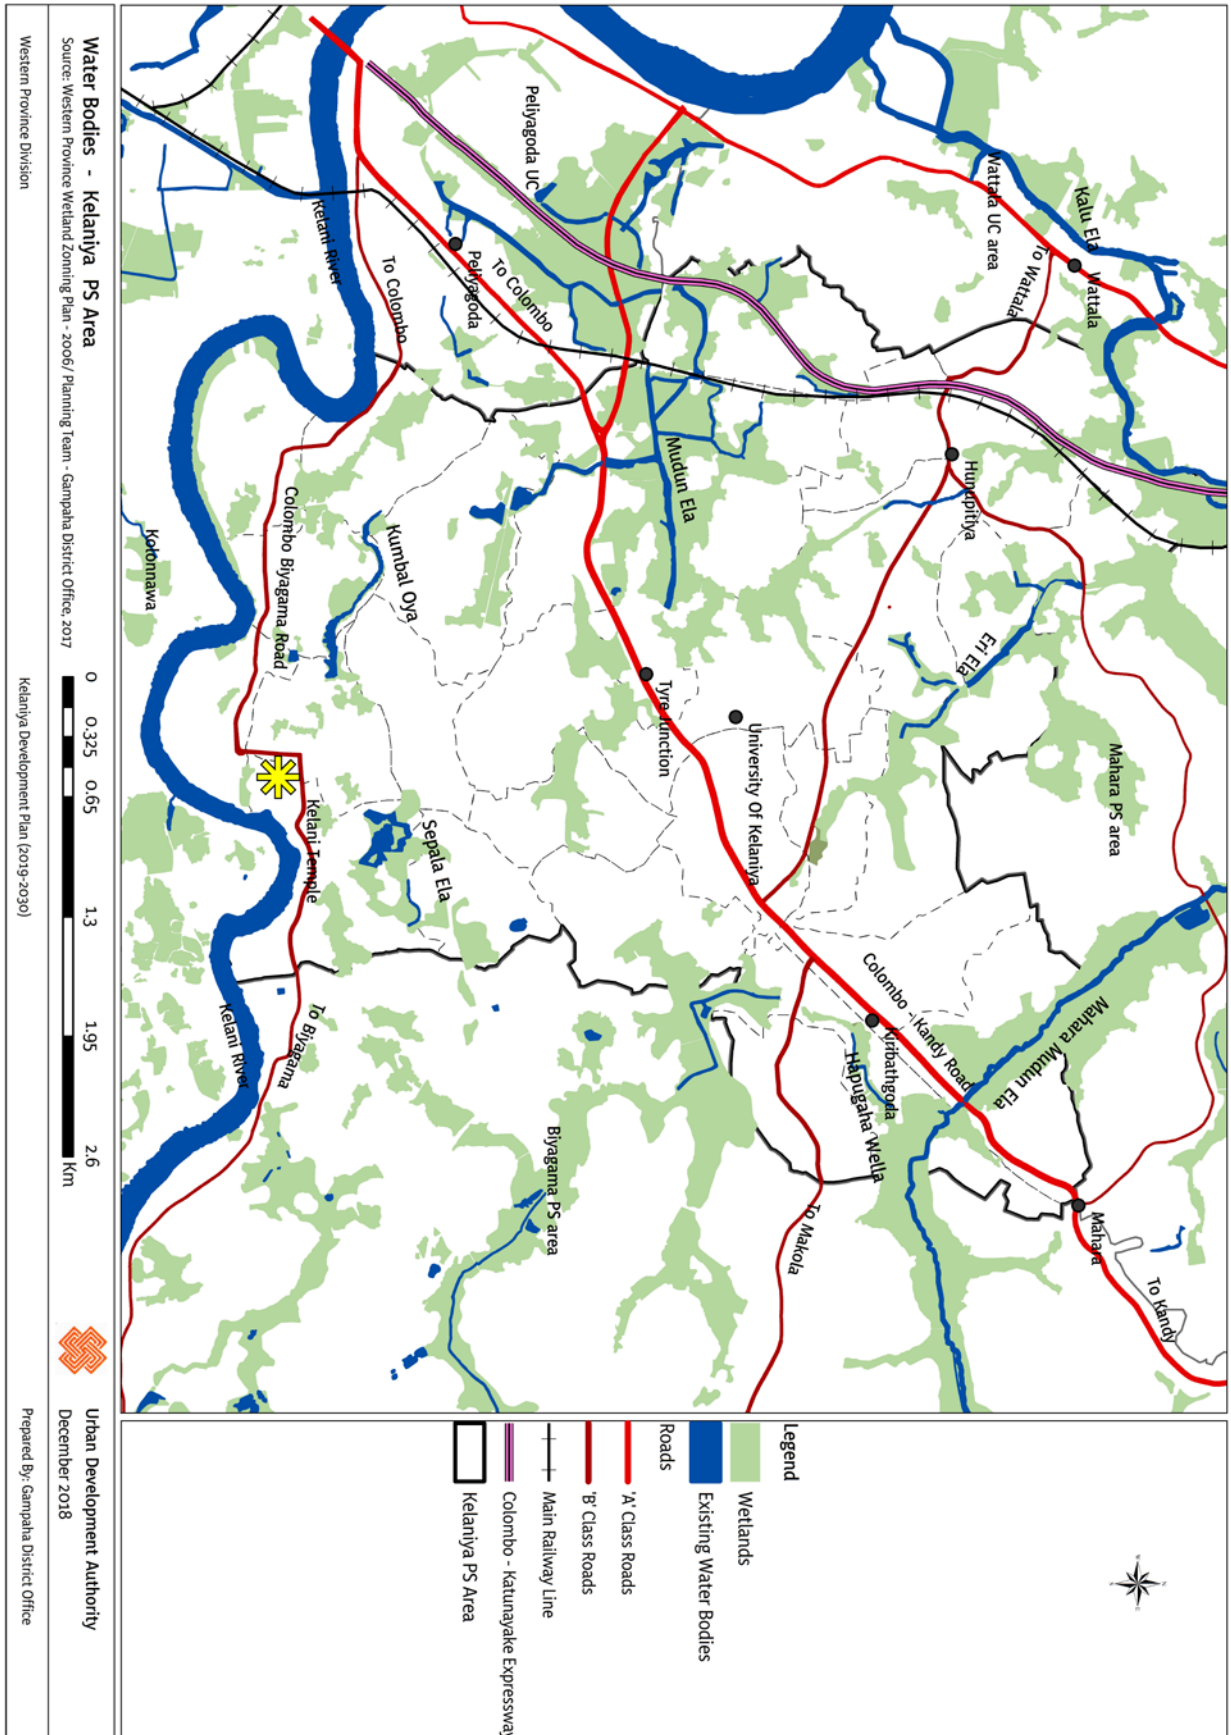 Kalu Ela
Wattala
Wattala UC area
To Wattala
Peliyagoda UC
Peliyagoda
To Colombo
To Colombo
Kelani River
Hunupitiya
Mudun Ela
Eri Ela
Mahara PS area
Kumbal Oya
Colombo Biyagama Road
Kolonnawa
Tyre Junction
University Of Kelaniya
Sepala Ela
Kelani Temple
Colombo - Kandy Road
Mahara Mudun Ela
Kiribathgoda
Hapugaha Wella
Kelani River
To Biyagama
Biyagama PS area
To Makola
Mahara
To Kandy
Legend
Wetlands
Existing Water Bodies
Roads
'A' Class Roads
'B' Class Roads
Main Railway Line
Colombo - Katunayake Expressway
Kelaniya PS Area
Water Bodies - Kelaniya PS Area
Source: Western Province Wetland Zonning Plan - 2006/ Planning Team - Gampaha District Office, 2017
0 0.325 0.65 1.3 1.95 2.6
Km
Urban Development Authority
December 2018
Western Province Division
Kelaniya Development Plan (2019-2030)
Prepared By: Gampaha District Office